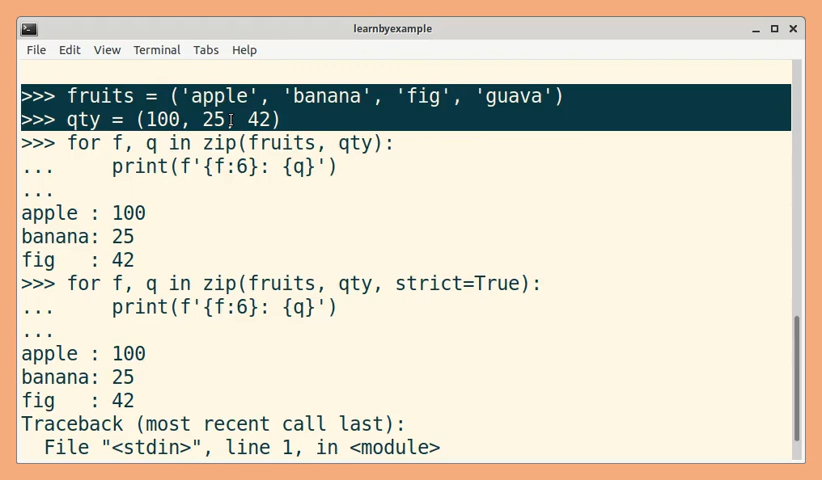 learnbyexample
File Edit View Terminal Tabs Help
>>> fruits = ('apple', 'banana', 'fig', 'guava')
>>> qty = (100, 25, 42)
>>> for f, q in zip(fruits, qty):
...     print(f'{f:6}: {q}')
...
apple : 100
banana: 25
fig   : 42
>>> for f, q in zip(fruits, qty, strict=True):
...     print(f'{f:6}: {q}')
...
apple : 100
banana: 25
fig   : 42
Traceback (most recent call last):
  File "<stdin>", line 1, in <module>